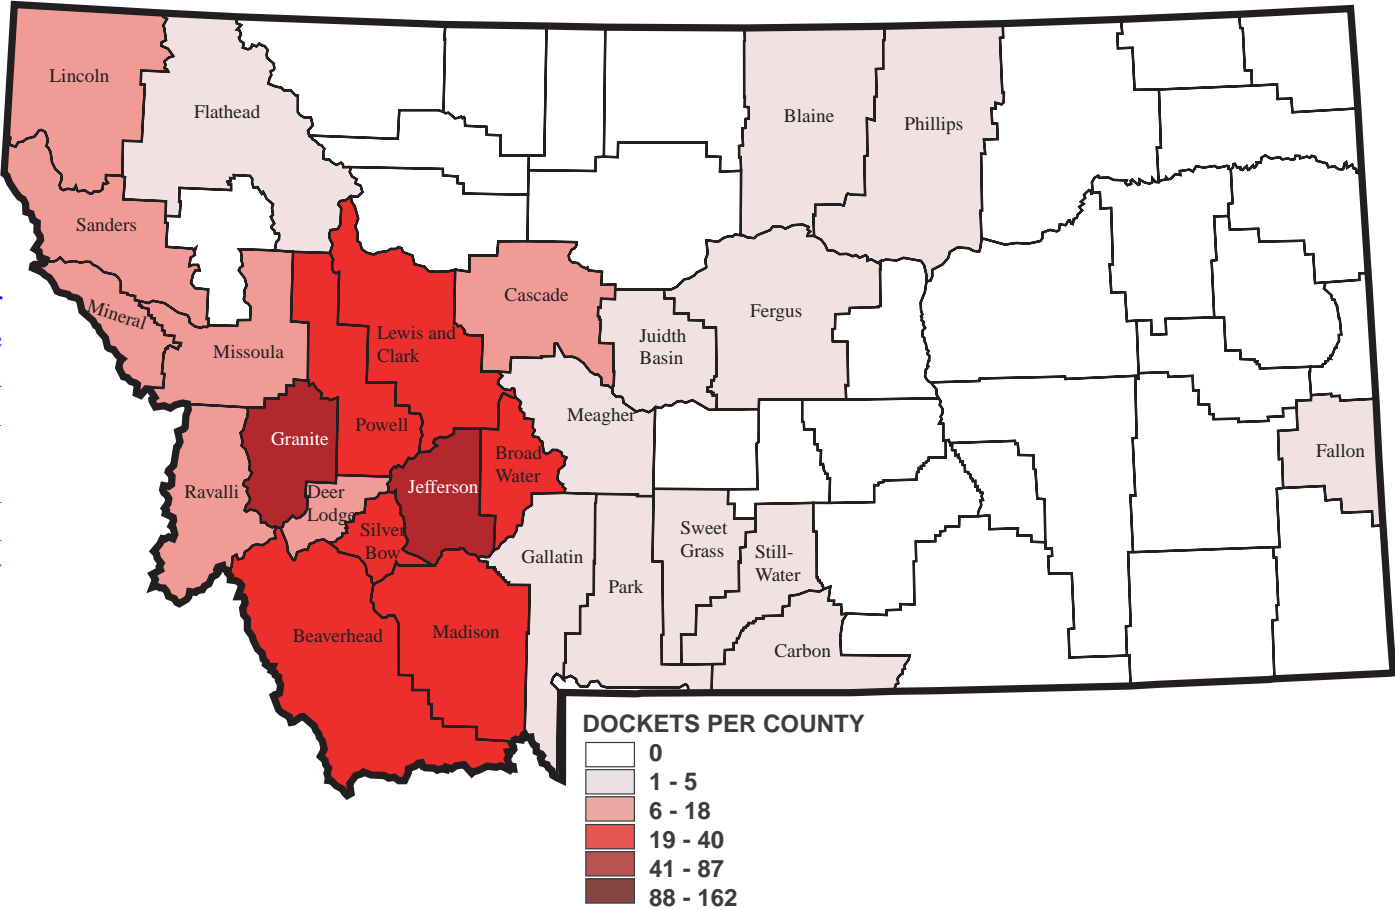 Lincoln
Flathead
Blaine
Phillips
Sanders
Cascade
Mineral
Fergus
Lewis and
Clark
Juidth
Basin
Missoula
Meagher
Powell
Granite
Broad
Water
Fallon
Jefferson
Ravalli
Deer
Lodge
Silver
Bow
Sweet
Grass
Gallatin
Still-
Water
Park
Beaverhead
Madison
Carbon
DOCKETS PER COUNTY
0
1 - 5
6 - 18
19 - 40
41 - 87
88 - 162